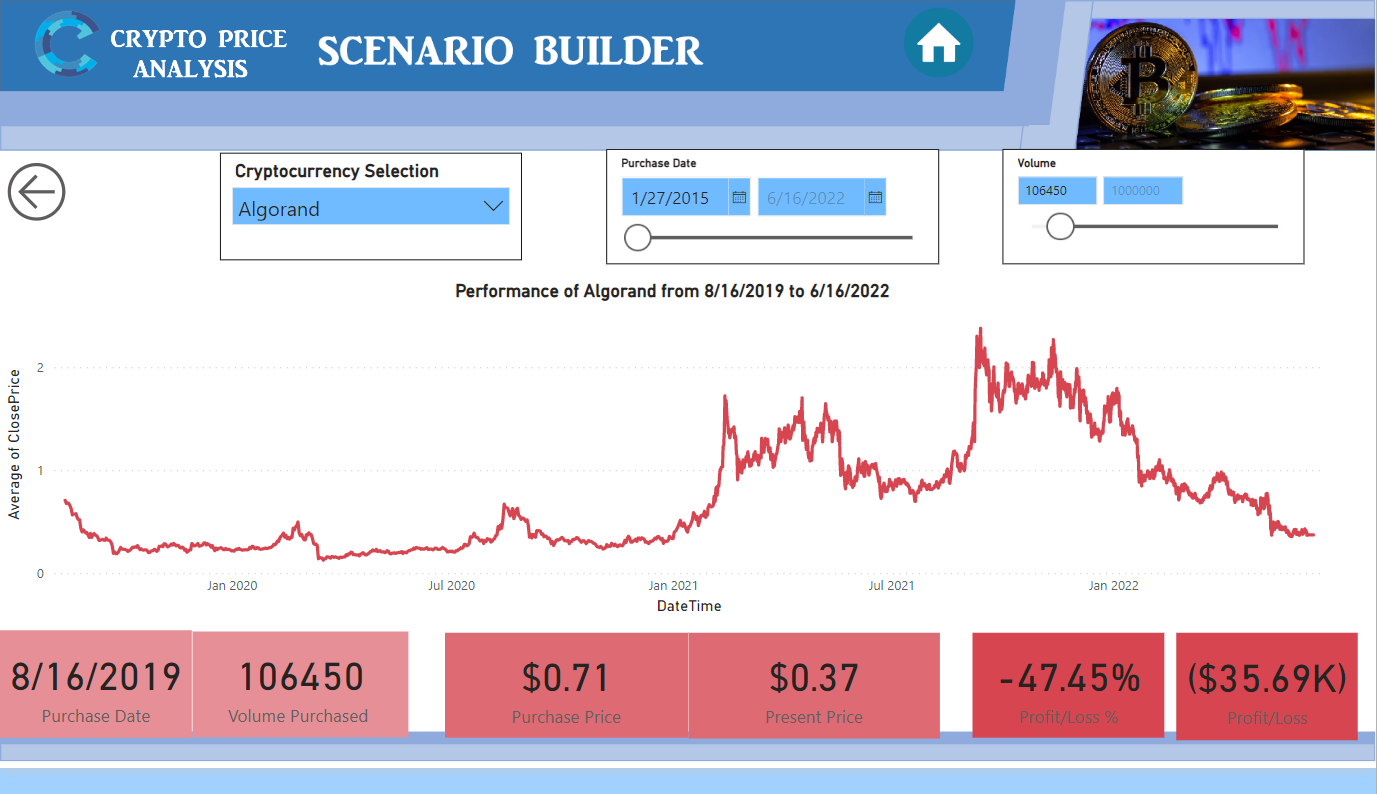 CRYPTO PRICE
ANALYSIS
SCENARIO BUILDER
Cryptocurrency Selection
Algorand
Purchase Date
1/27/2015
6/16/2022
Volume
106450
1000000
Performance of Algorand from 8/16/2019 to 6/16/2022
Average of ClosePrice
2
1
0
Jan 2020
Jul 2020
Jan 2021
Jul 2021
Jan 2022
DateTime
8/16/2019
Purchase Date
106450
Volume Purchased
$0.71
Purchase Price
$0.37
Present Price
-47.45%
Profit/Loss %
($35.69K)
Profit/Loss